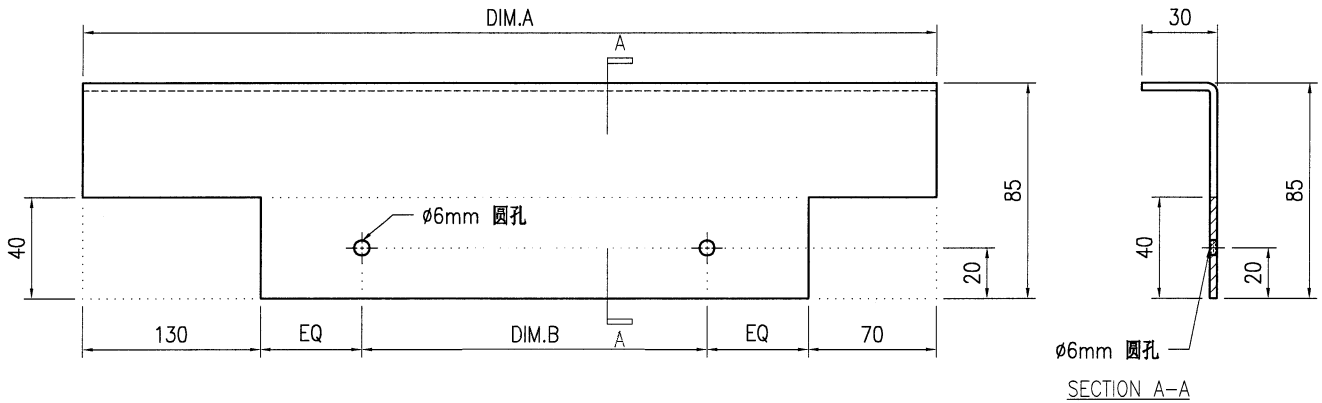 DIM.A
30
A
85
85
ø6mm 圆孔
40
20
40
20
130
EQ
DIM.B
A
EQ
70
ø6mm 圆孔
SECTION A-A